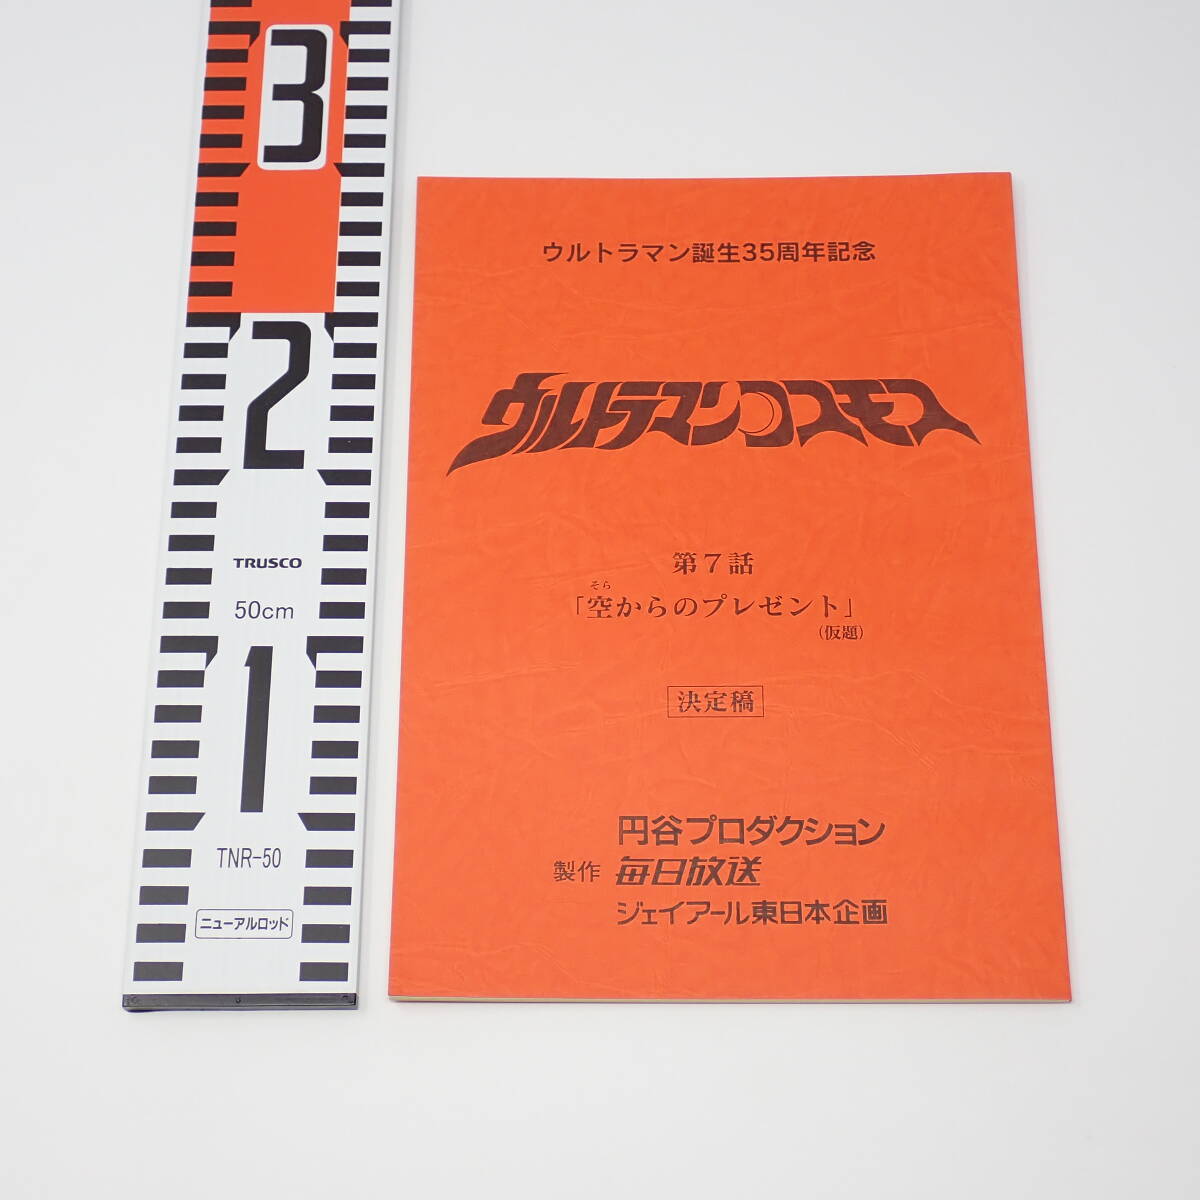 3
2
TRUSCO
50cm
1
TNR-50
ニューアルロッド
ウルトラマン誕生35周年記念
ウルトラマンコスモス
第7話
そら
「空からのプレゼント」
(仮題)
決定稿
円谷プロダクション
製作 毎日放送
ジェイアール東日本企画